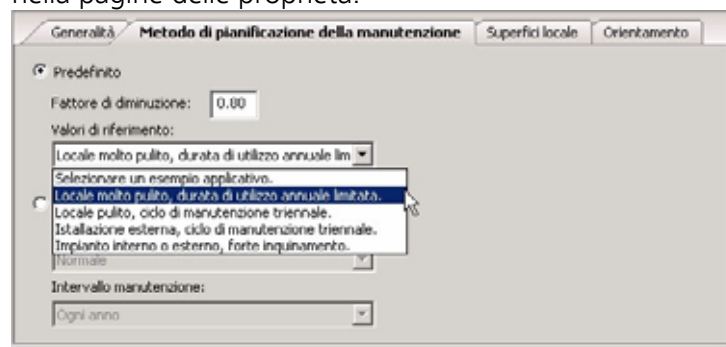 nella pagine delle proprietà.
Generalità Metodo di pianificazione della manutenzione Superfici locale Orientamento
Predefinito
Fattore di diminuzione: 0.80
Valori di riferimento:
Locale molto pulito, durata di utilizzo annuale lim
Selezionare un esempio applicativo.
Locale molto pulito, durata di utilizzo annuale limitata.
Locale pulito, ciclo di manutenzione triennale.
Istallazione esterna, ciclo di manutenzione triennale.
Impianto interno o esterno, forte inquinamento.
Normale
Intervallo manutenzione:
Ogni anno